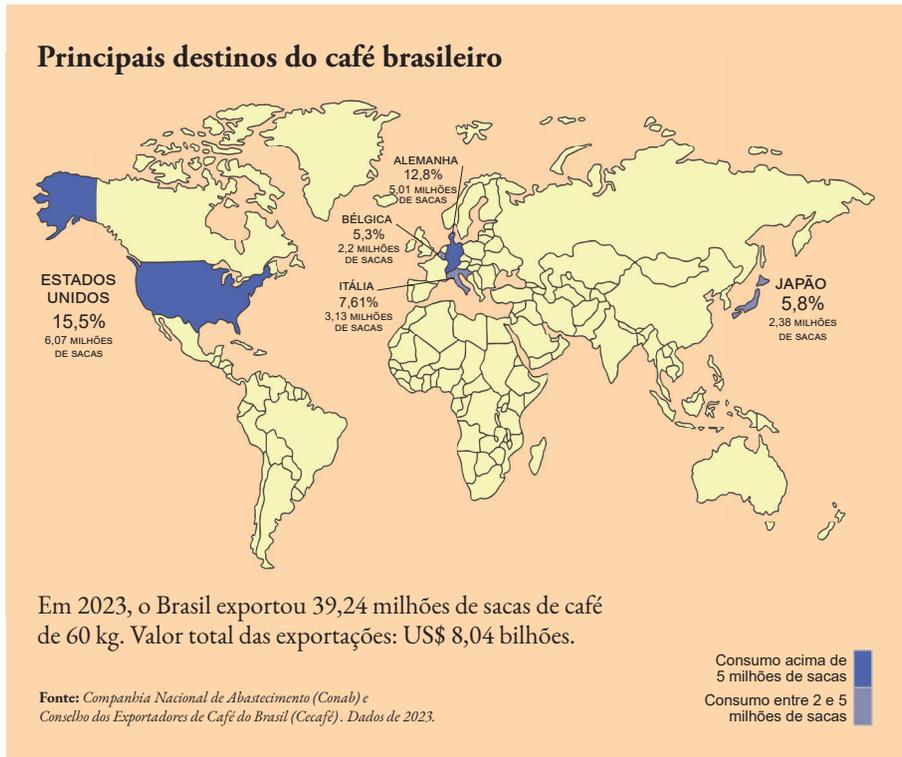 Principais destinos do café brasileiro
ALEMANHA
12,8%
5,01 MILHÕES
DE SACAS
BÉLGICA
5,3%
2,2 MILHÕES
DE SACAS
ITÁLIA
7,61%
3,13 MILHÕES
DE SACAS
ESTADOS
UNIDOS
15,5%
6,07 MILHÕES
DE SACAS
JAPÃO
5,8%
2,38 MILHÕES
DE SACAS
Em 2023, o Brasil exportou 39,24 milhões de sacas de café
de 60 kg. Valor total das exportações: US$ 8,04 bilhões.
Consumo acima de
5 milhões de sacas
Consumo entre 2 e 5
milhões de sacas
Fonte: Companhia Nacional de Abastecimento (Conab) e
Conselho dos Exportadores de Café do Brasil (Cecafé). Dados de 2023.